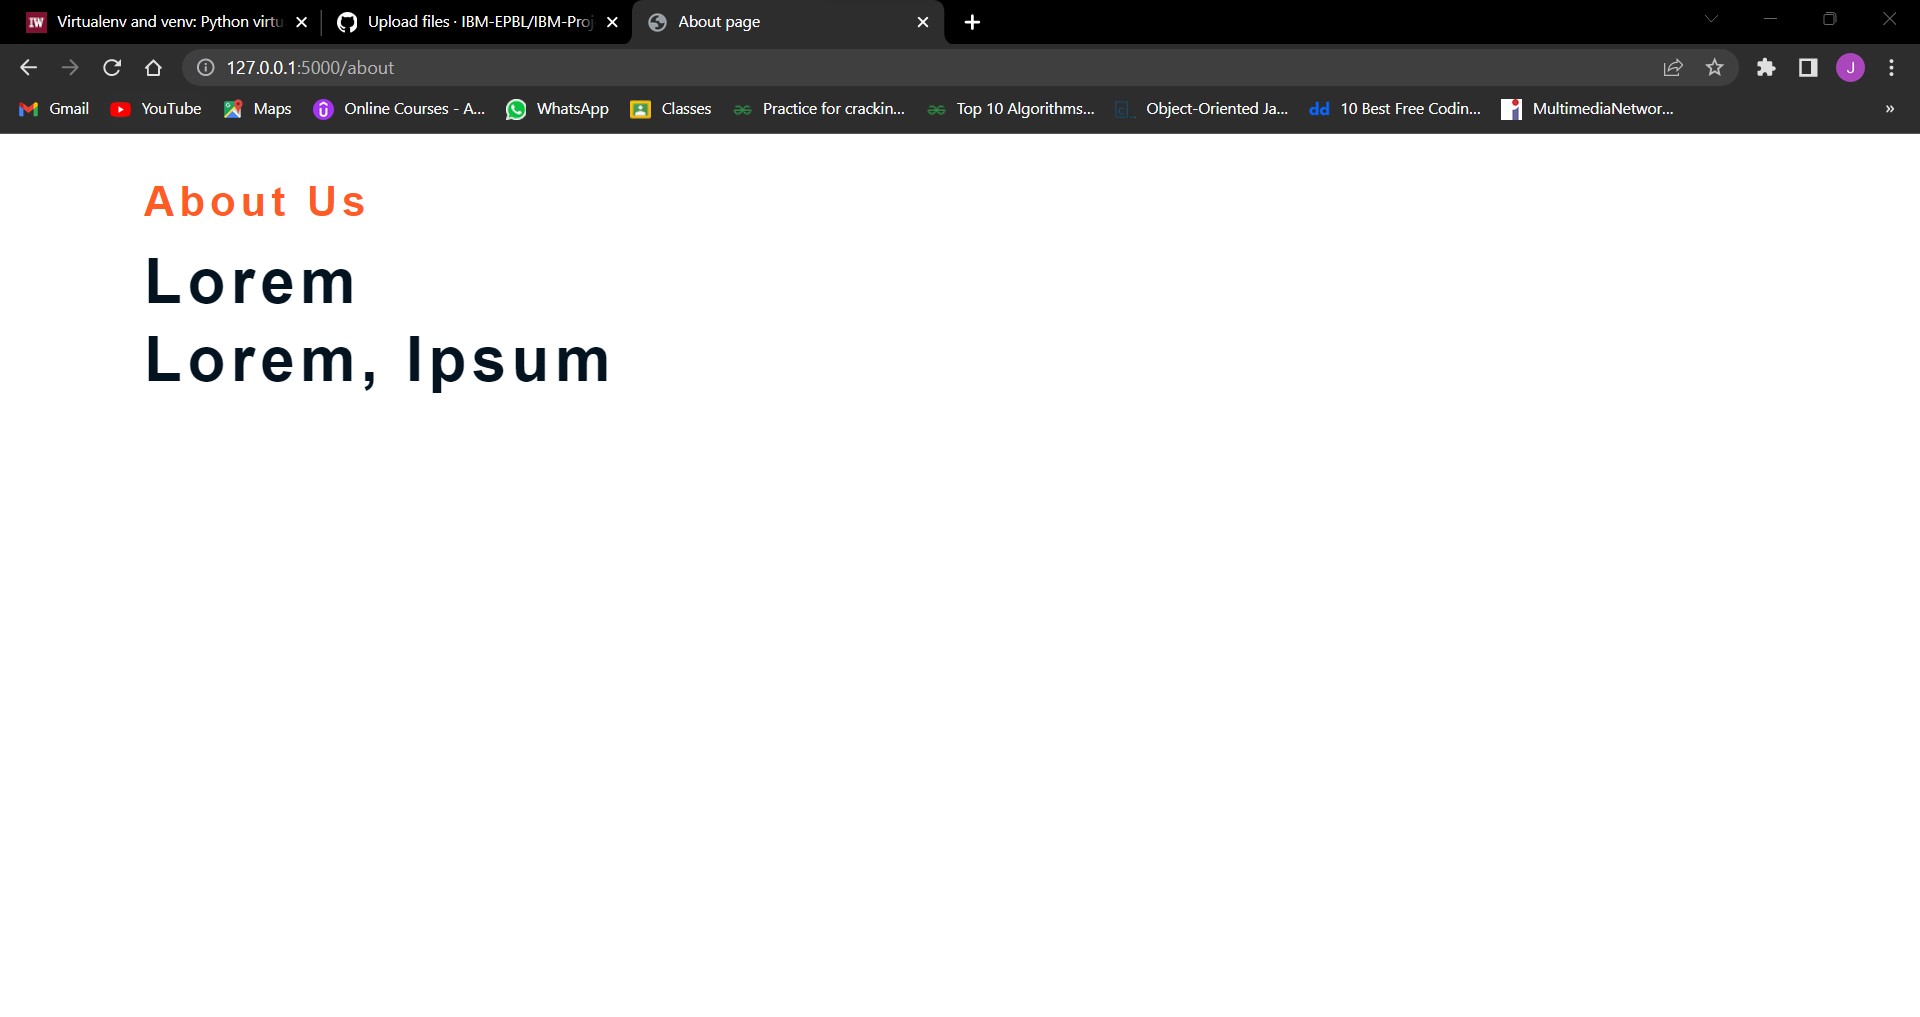 IW Virtualenv and venv: Python virtu
Upload files · IBM-EPBL/IBM-Proj
About page
127.0.0.1:5000/about
J
Gmail
YouTube
Maps
Online Courses - A...
WhatsApp
Classes
Practice for crackin...
Top 10 Algorithms...
Object-Oriented Ja...
dd 10 Best Free Codin...
MultimediaNetwor...
»
About Us
Lorem
Lorem, Ipsum